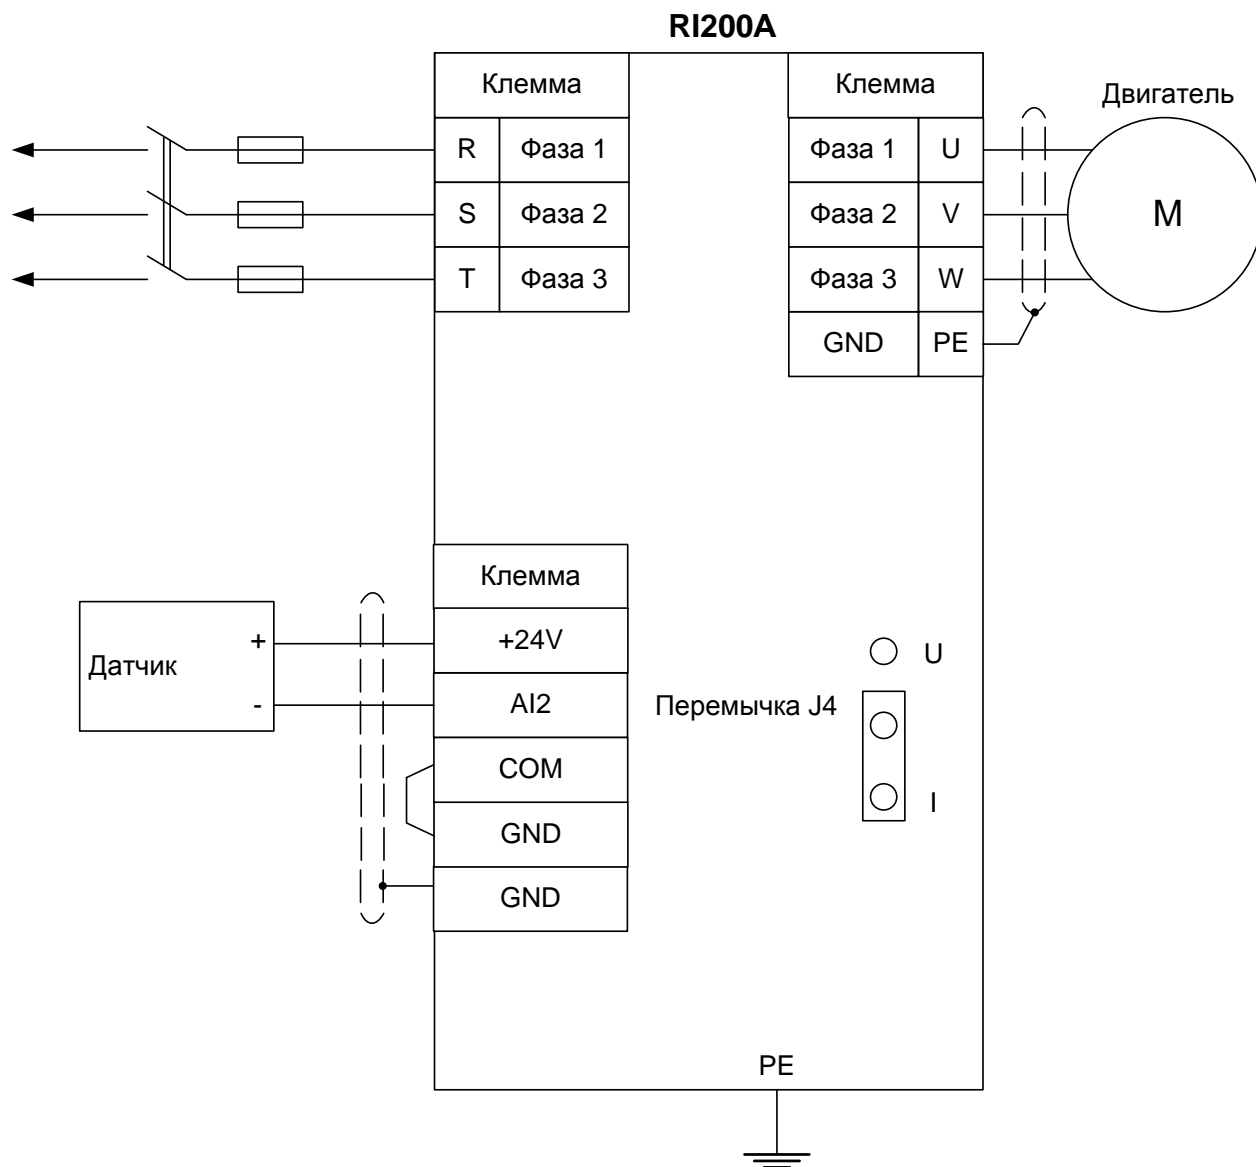 RI200A
Клемма
R Фаза 1
S Фаза 2
T Фаза 3
Клемма
Фаза 1 U
Фаза 2 V
Фаза 3 W
GND PE
Двигатель
M
Датчик
+
-
Клемма
+24V
AI2
COM
GND
GND
Перемычка J4
U
I
PE